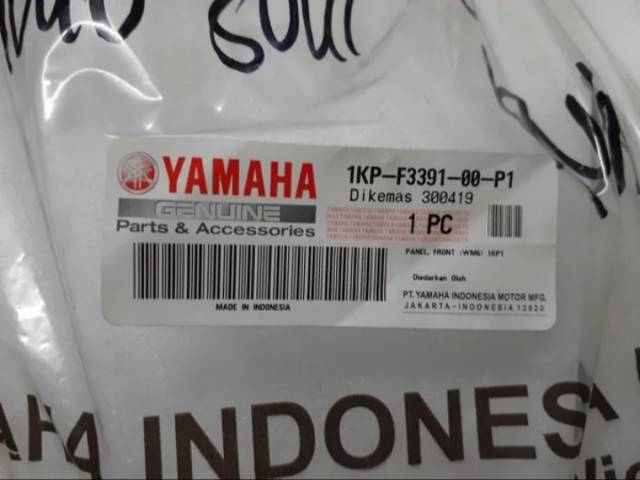 YAMAHA
GENUINE
Parts & Accessories
1KP-F3391-00-P1
Dikemas 300419
1 PC
PANEL, FRONT (WM6) 1KP1
Diedarkan Oleh
PT. YAMAHA INDONESIA MOTOR MFG.
JAKARTA-INDONESIA 13920
MADE IN INDONESIA
INDONES